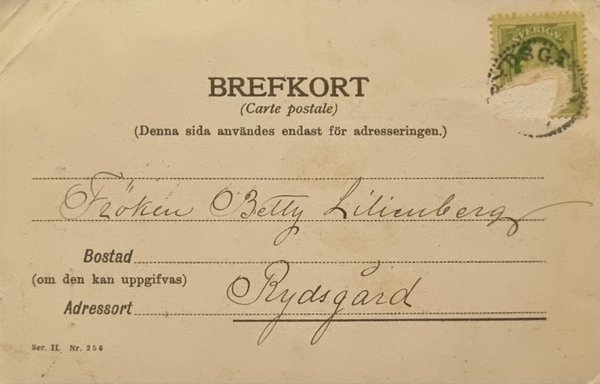 SVERIGE
RYDSGÅ
BREFKORT
(Carte postale)
(Denna sida användes endast för adresseringen.)
Fröken Betty Lilienberg
Bostad
(om den kan uppgifvas)
Rydsgård
Adressort
Ser. II. Nr. 256